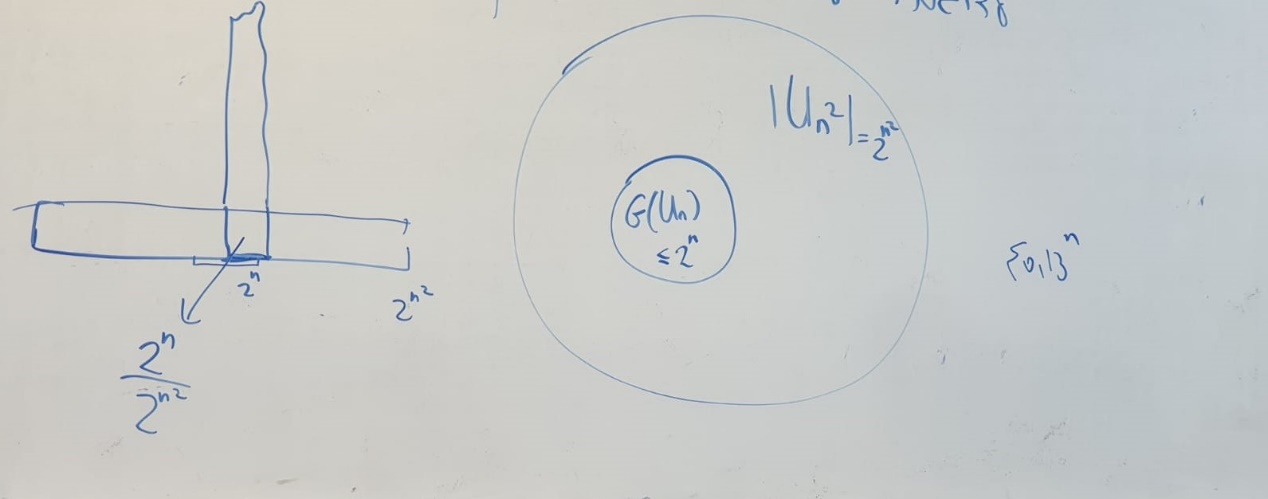 |U_{n^2}| = 2^{n^2}
G(U_n)
≤ 2^n
{0,1}^n
2^n
2^{n^2}
2^n
2^{n^2}